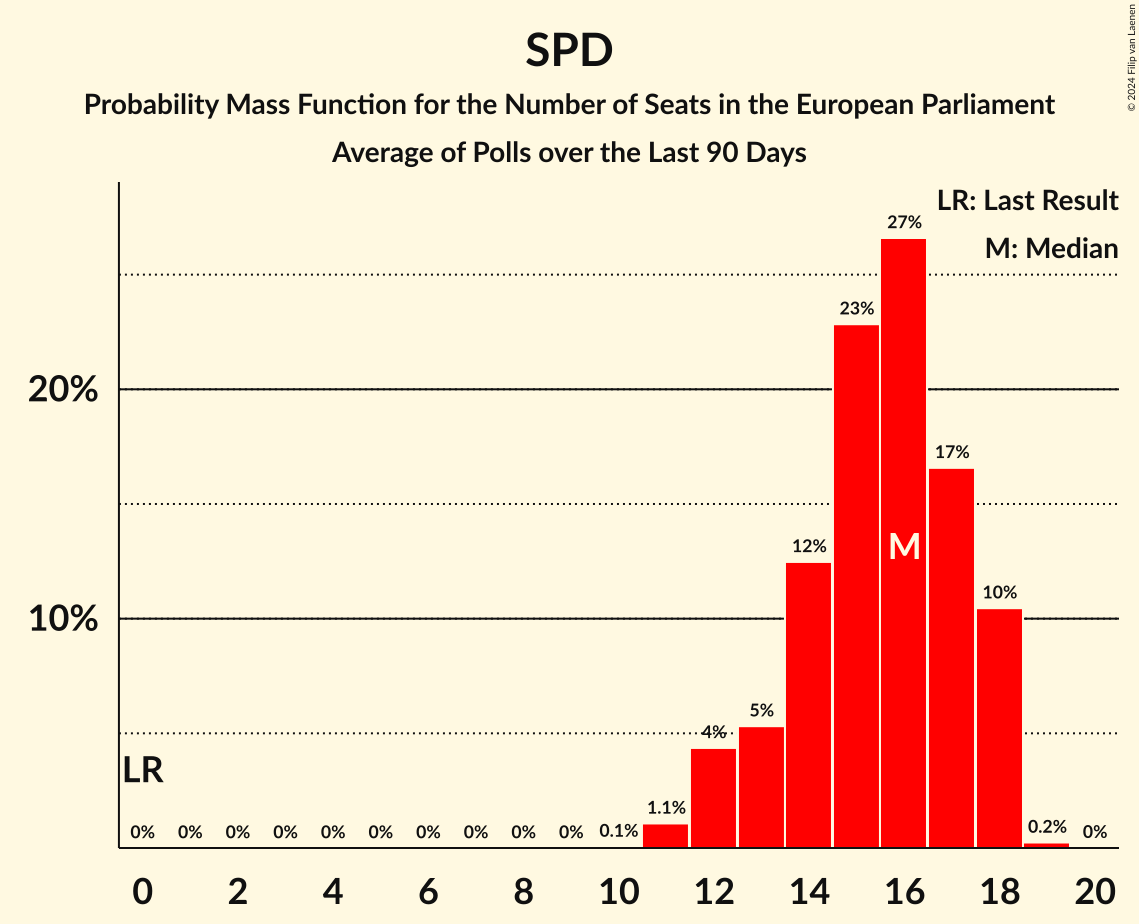 SPD
Probability Mass Function for the Number of Seats in the European Parliament
Average of Polls over the Last 90 Days
© 2024 Filip van Laenen
LR: Last Result
M: Median
20%
10%
LR
M
0% 0% 0% 0% 0% 0% 0% 0% 0% 0% 0.1% 1.1% 4% 5% 12% 23% 27% 17% 10% 0.2% 0%
0 2 4 6 8 10 12 14 16 18 20